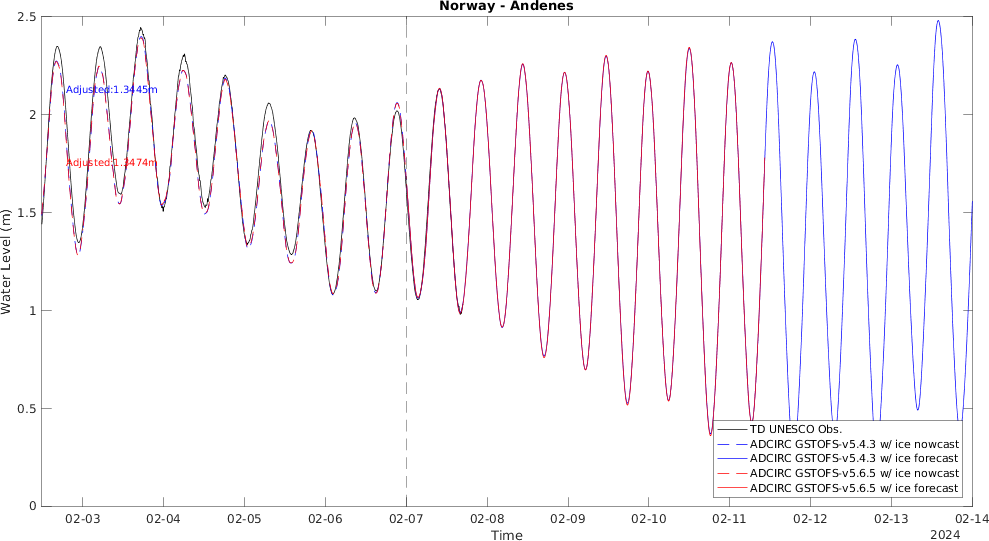 Norway - Andenes
2.5
2
1.5
1
0.5
0
Water Level (m)
Adjusted:1.3445m
Adjusted:1.3474m
TD UNESCO Obs.
ADCIRC GSTOFS-v5.4.3 w/ ice nowcast
ADCIRC GSTOFS-v5.4.3 w/ ice forecast
ADCIRC GSTOFS-v5.6.5 w/ ice nowcast
ADCIRC GSTOFS-v5.6.5 w/ ice forecast
02-03 02-04 02-05 02-06 02-07 02-08 02-09 02-10 02-11 02-12 02-13 02-14
Time
2024